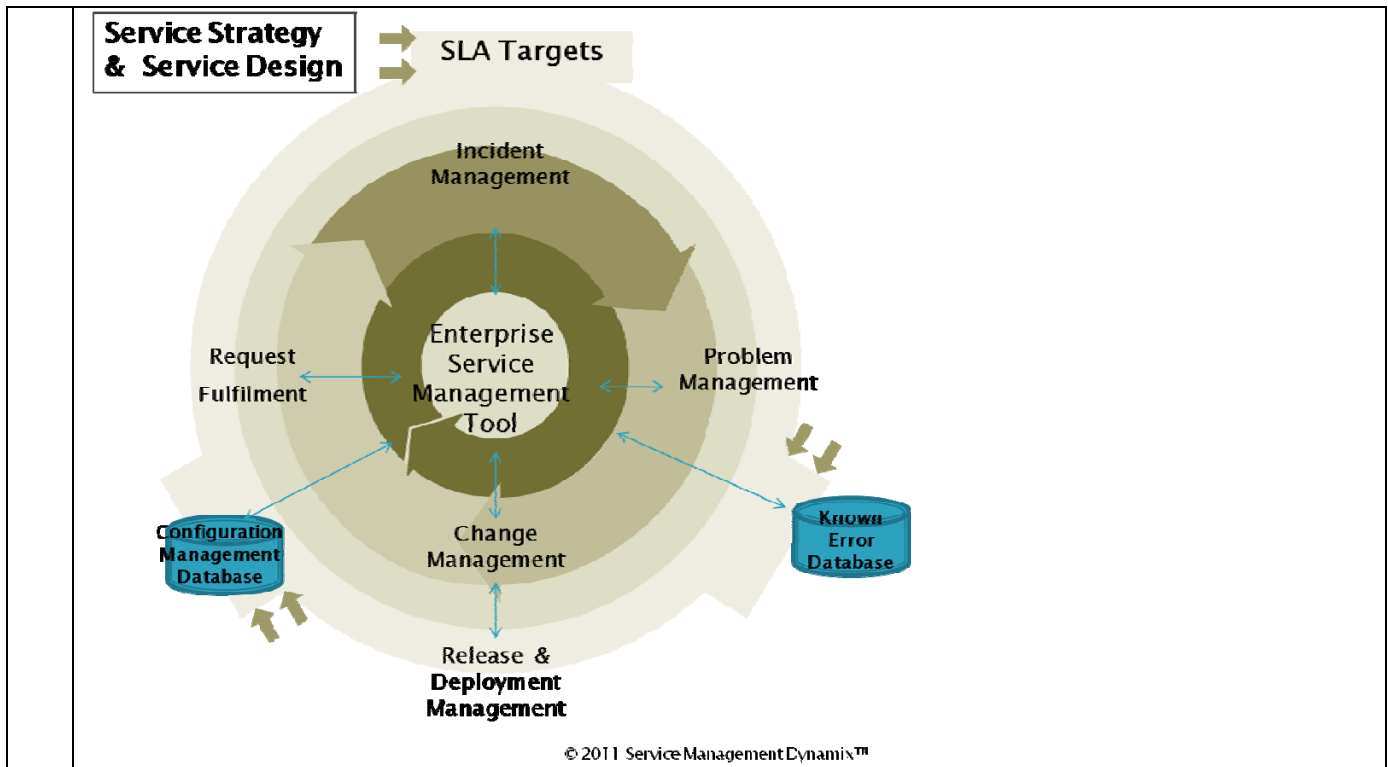 Service Strategy
& Service Design
SLA Targets
Incident
Management
Enterprise
Service
Management
Tool
Request
Fulfilment
Problem
Management
Configuration
Management
Database
Change
Management
Known
Error
Database
Release &
Deployment
Management
© 2011 Service Management Dynamix™